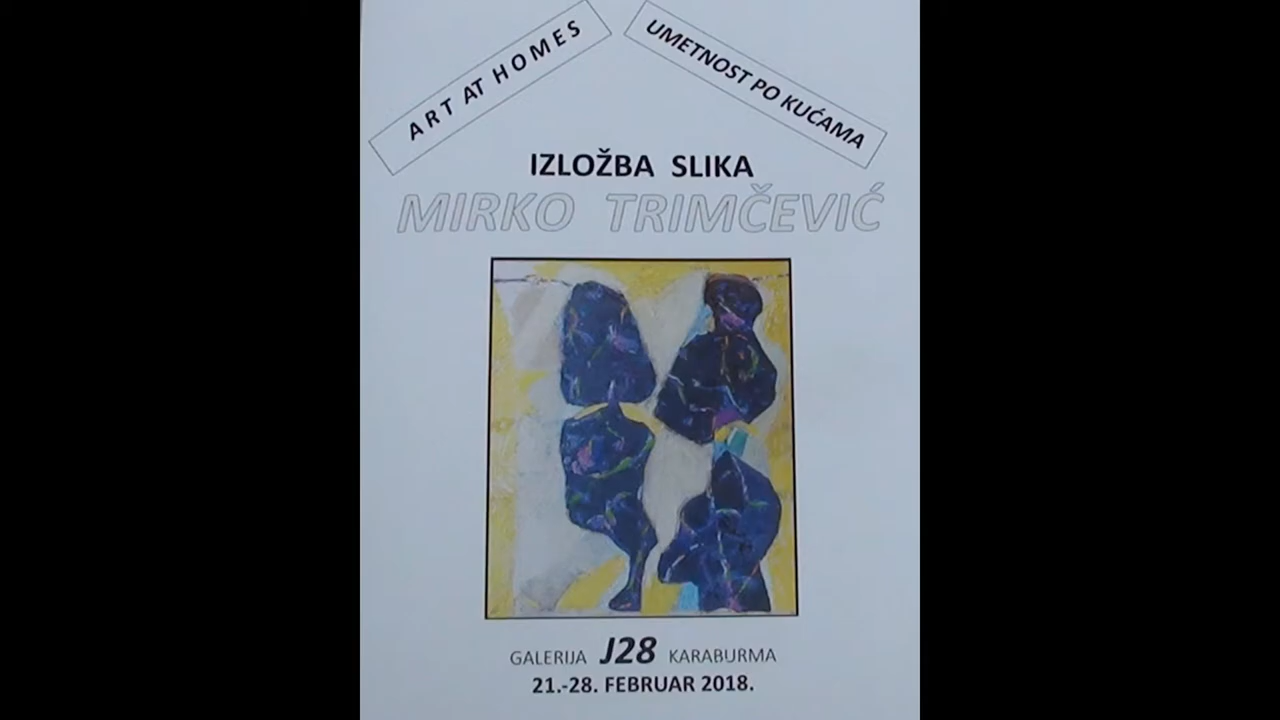 ART AT HOMES
UMETNOST PO KUĆAMA
IZLOŽBA SLIKA
MIRKO TRIMČEVIĆ
GALERIJA J28 KARABURMA
21.-28. FEBRUAR 2018.